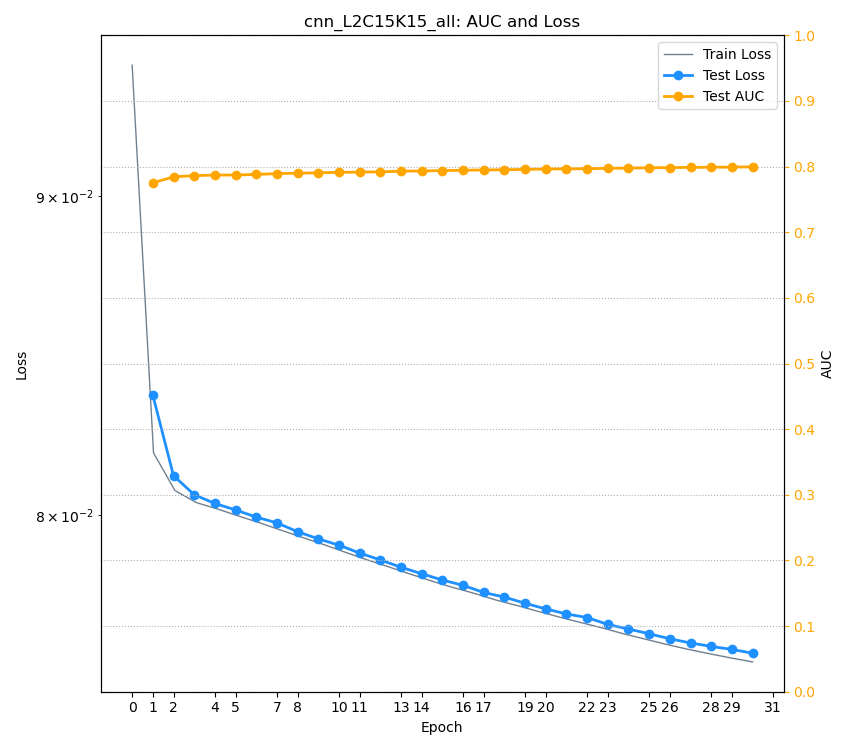 cnn_L2C15K15_all: AUC and Loss
Train Loss
Test Loss
Test AUC
9 × 10⁻²
8 × 10⁻²
Loss
1.0
0.9
0.8
0.7
0.6
0.5
0.4
0.3
0.2
0.1
0.0
AUC
0 1 2 4 5 7 8 10 11 13 14 16 17 19 20 22 23 25 26 28 29 31
Epoch